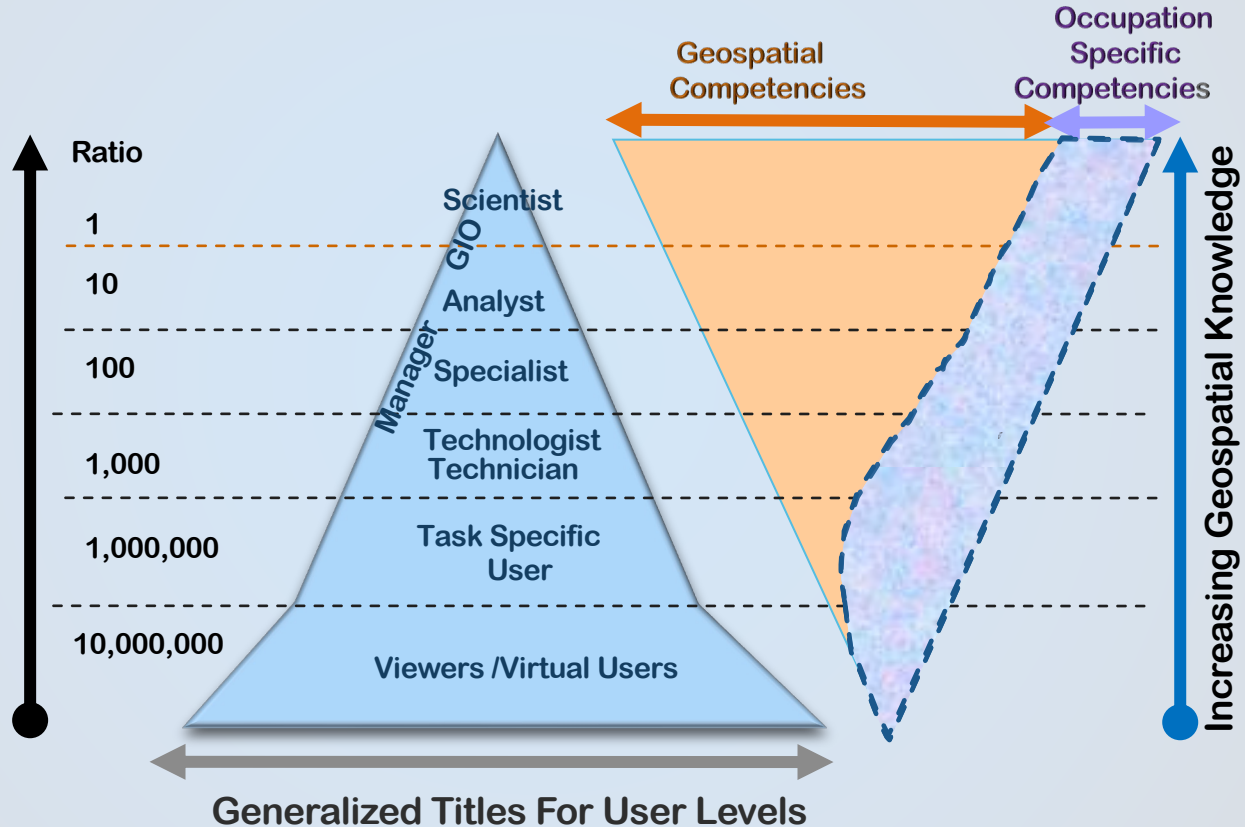 Occupation
Specific
Competencies
Geospatial
Competencies
Ratio
1
10
100
1,000
1,000,000
10,000,000
Scientist
GIO
Analyst
Manager
Specialist
Technologist
Technician
Task Specific
User
Viewers /Virtual Users
Increasing Geospatial Knowledge
Generalized Titles For User Levels